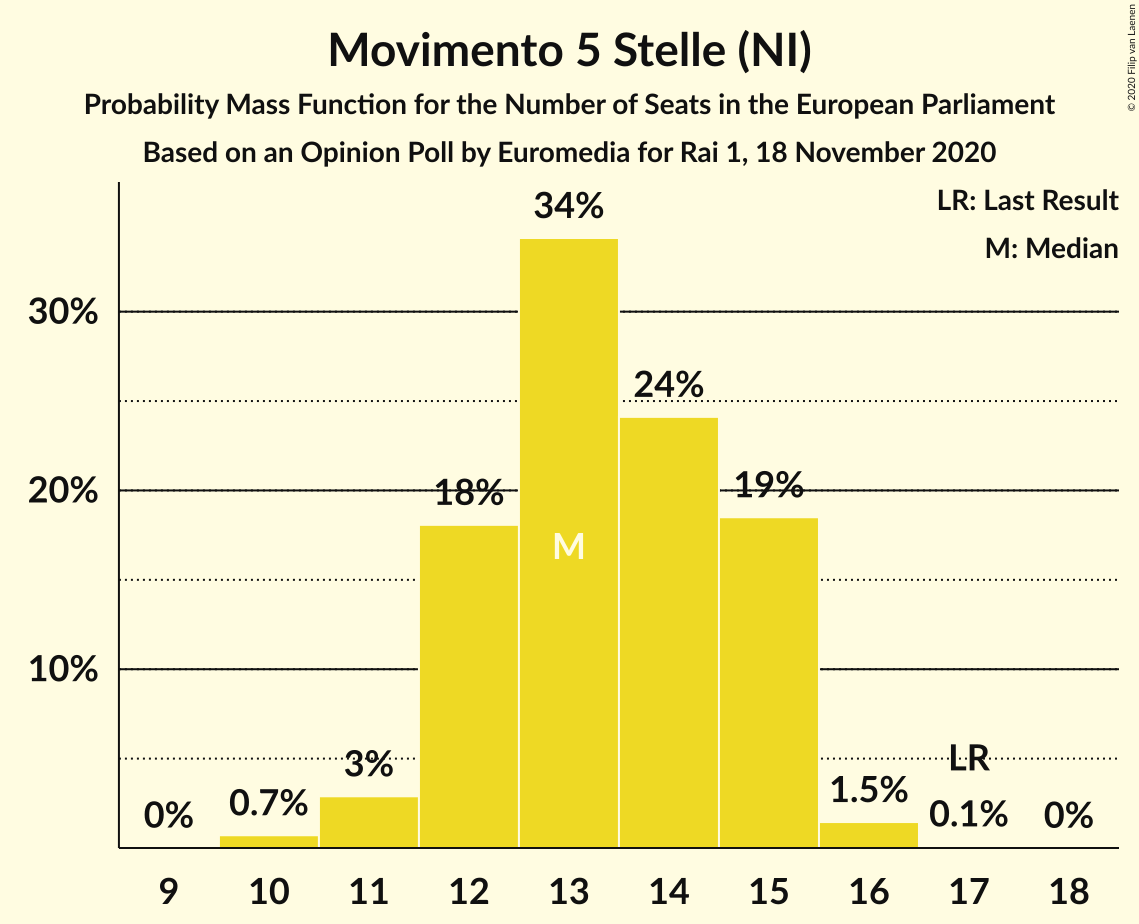 Movimento 5 Stelle (NI)
Probability Mass Function for the Number of Seats in the European Parliament
Based on an Opinion Poll by Euromedia for Rai 1, 18 November 2020
© 2020 Filip van Laenen
LR: Last Result
M: Median
34%
30%
24%
20%
18%
19%
M
10%
LR
3%
1.5%
0%
0.7%
0.1%
0%
9 10 11 12 13 14 15 16 17 18